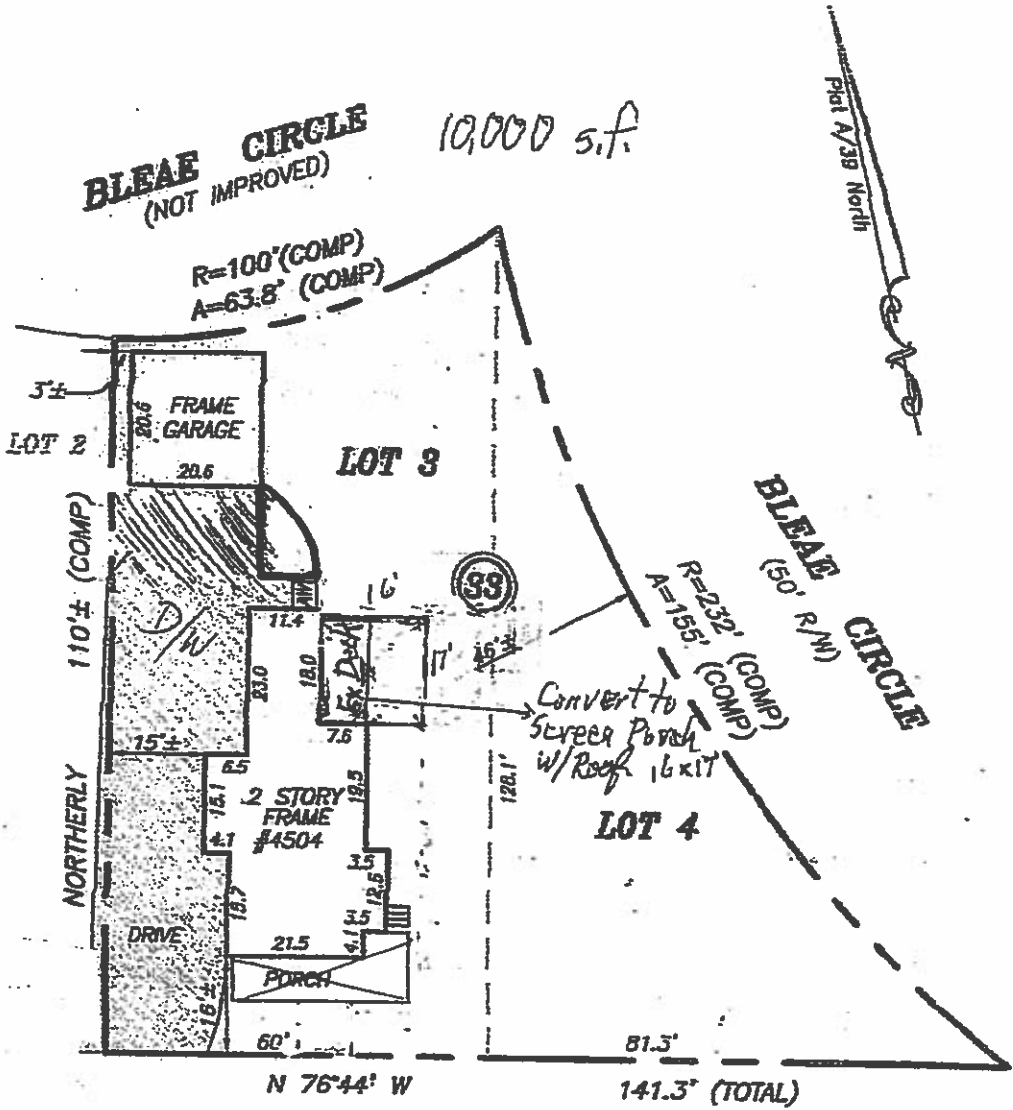 BLEAE CIRCLE
(NOT IMPROVED)
10,000 s.f.
Plat A/39 North
R=100'(COMP)
A=63.8' (COMP)
3'±
LOT 2
FRAME
GARAGE
20.6
20.6
LOT 3
110'± (COMP)
NORTHERLY
D/W
11.4
16'
33
BLEAE CIRCLE
(50' R/W)
R=232' (COMP)
A=155' (COMP)
23.0
18.0
Deck
17'
7.6
Convert to
Screen Porch
w/Roof 16x17
15'±
6.5
15.1
2 STORY
FRAME
#4504
19.5
128.1'
LOT 4
4.1
3.5
12.5
15.7
3.5
4.1
DRIVE
21.5
PORCH
16'±
60'
81.3'
N 76°44' W
141.3' (TOTAL)